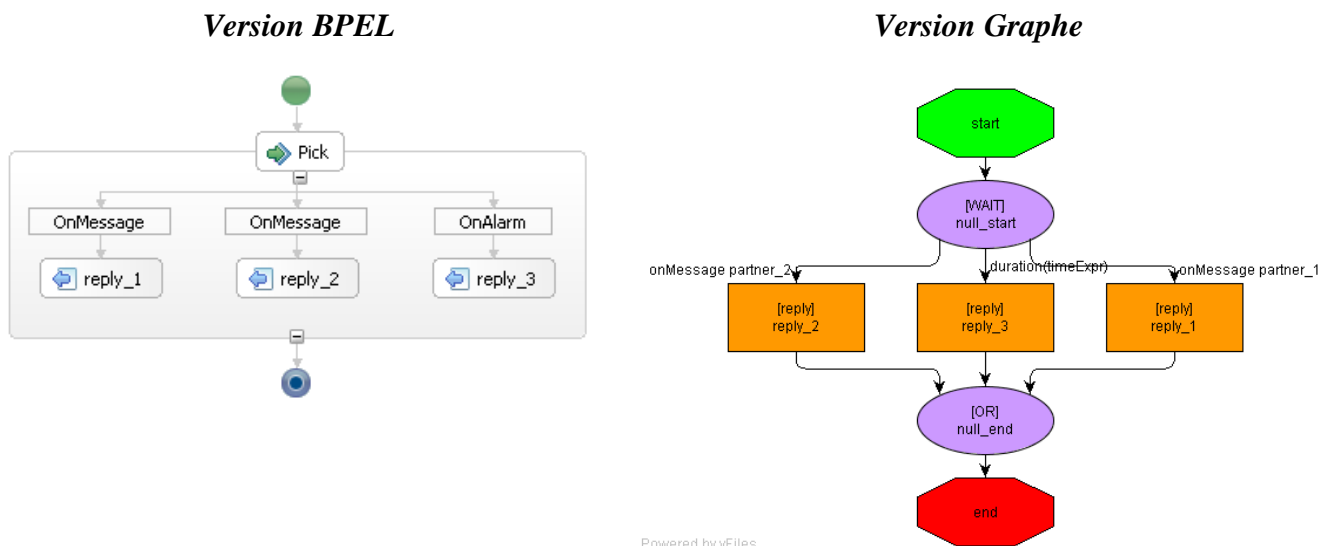 Version BPEL
Version Graphe
Pick
OnMessage
OnMessage
OnAlarm
reply_1
reply_2
reply_3
start
[WAIT]
null_start
onMessage partner_2
duration(timeExpr)
onMessage partner_1
[reply]
reply_2
[reply]
reply_3
[reply]
reply_1
[OR]
null_end
end
Powered by yFiles